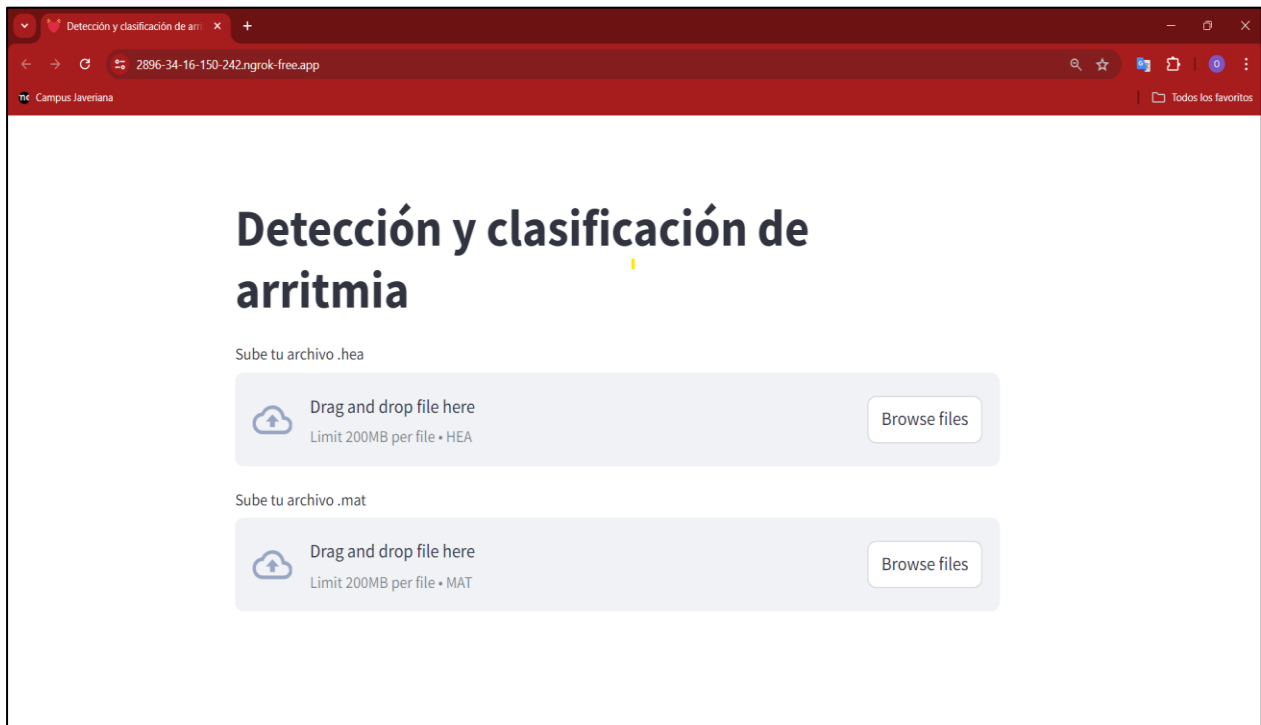 Detección y clasificación de arri
2896-34-16-150-242.ngrok-free.app
O
Campus Javeriana
Todos los favoritos
Detección y clasificación de
arritmia
Sube tu archivo .hea
Drag and drop file here
Limit 200MB per file • HEA
Browse files
Sube tu archivo .mat
Drag and drop file here
Limit 200MB per file • MAT
Browse files